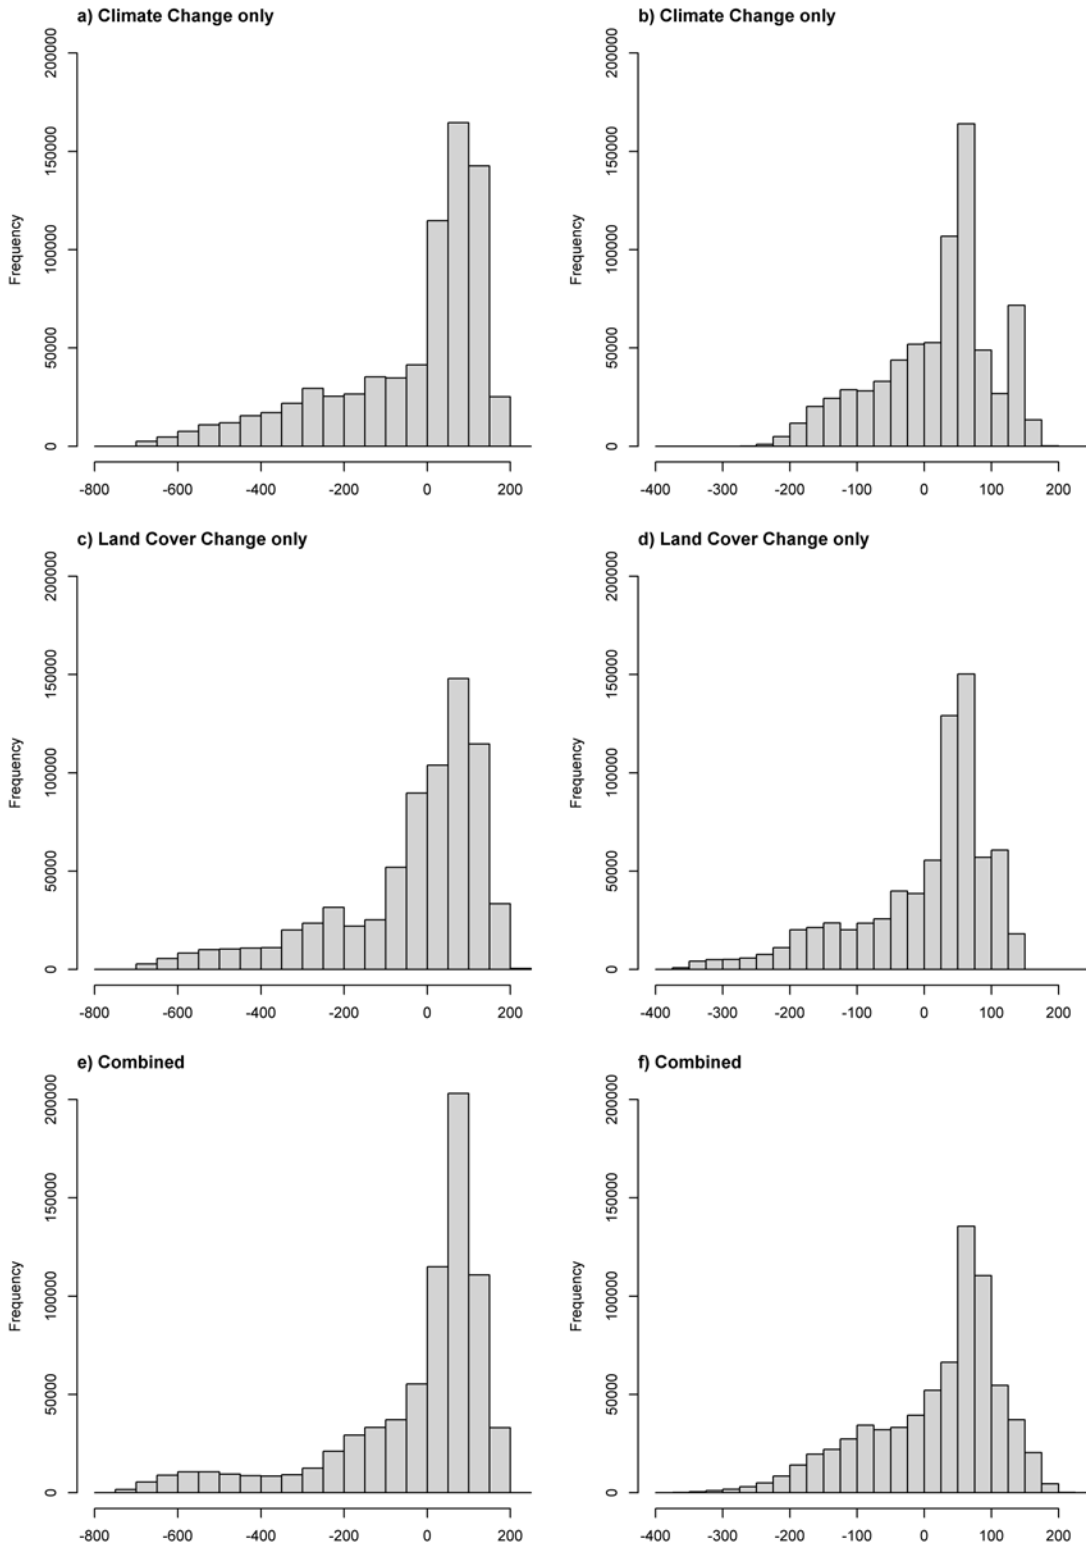 a) Climate Change only
Frequency
200000
150000
100000
50000
0
-800 -600 -400 -200 0 200
b) Climate Change only
Frequency
200000
150000
100000
50000
0
-400 -300 -200 -100 0 100 200
c) Land Cover Change only
Frequency
200000
150000
100000
50000
0
-800 -600 -400 -200 0 200
d) Land Cover Change only
Frequency
200000
150000
100000
50000
0
-400 -300 -200 -100 0 100 200
e) Combined
Frequency
200000
150000
100000
50000
0
-800 -600 -400 -200 0 200
f) Combined
Frequency
200000
150000
100000
50000
0
-400 -300 -200 -100 0 100 200